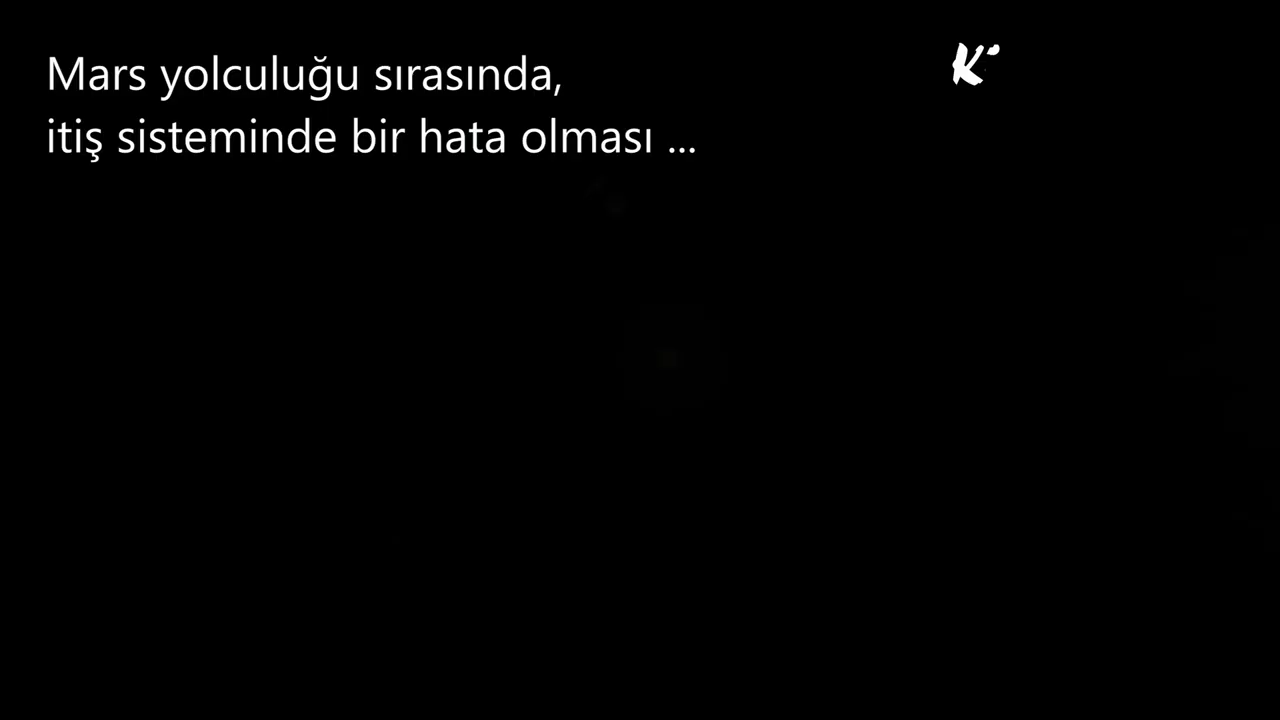 Mars yolculuğu sırasında,
itiş sisteminde bir hata olması ...
K